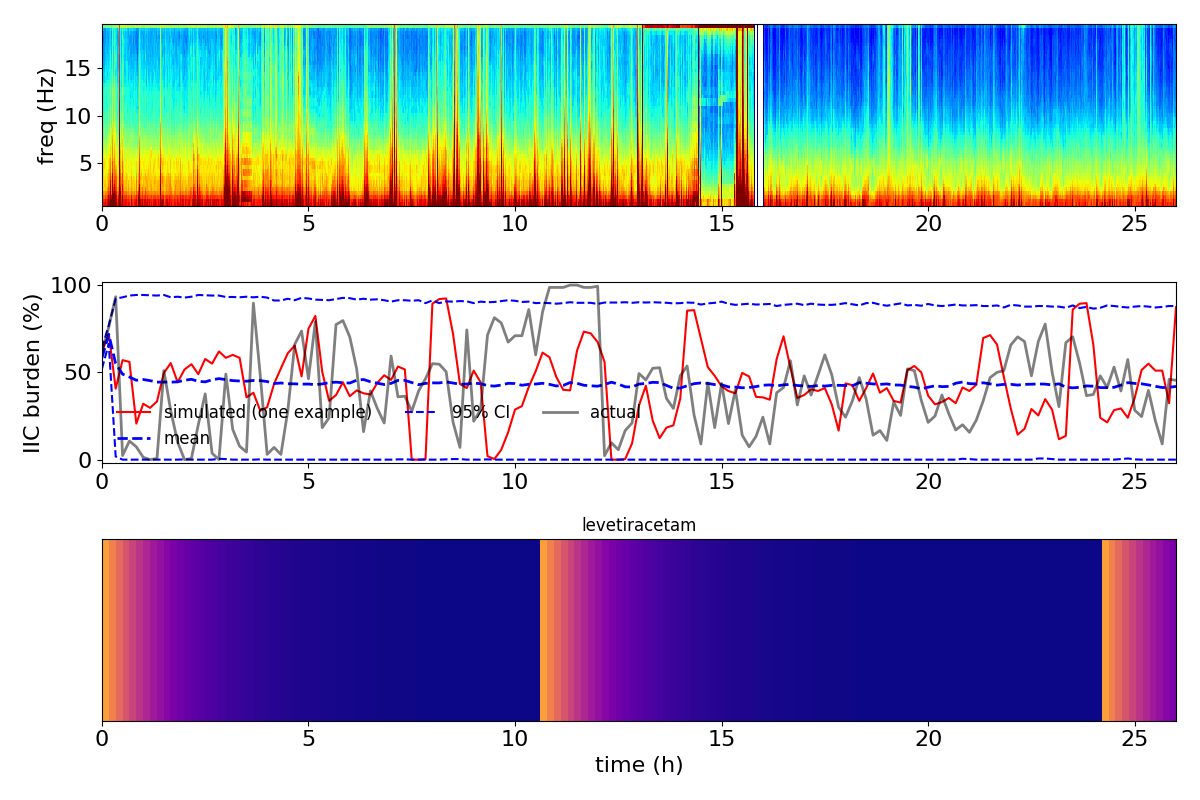 freq (Hz)
15
10
5
0 5 10 15 20 25
IIC burden (%)
100
50
0
simulated (one example) 95% CI actual
mean
0 5 10 15 20 25
levetiracetam
0 5 10 15 20 25
time (h)